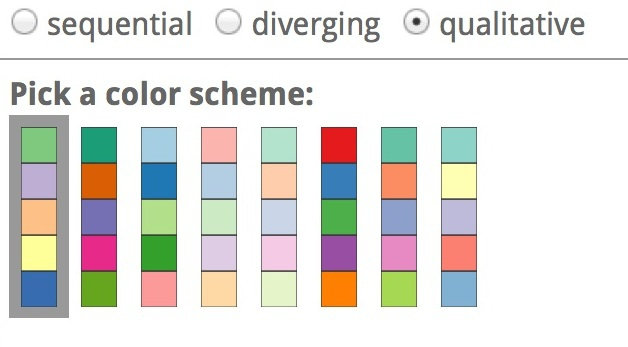 sequential diverging qualitative
Pick a color scheme: